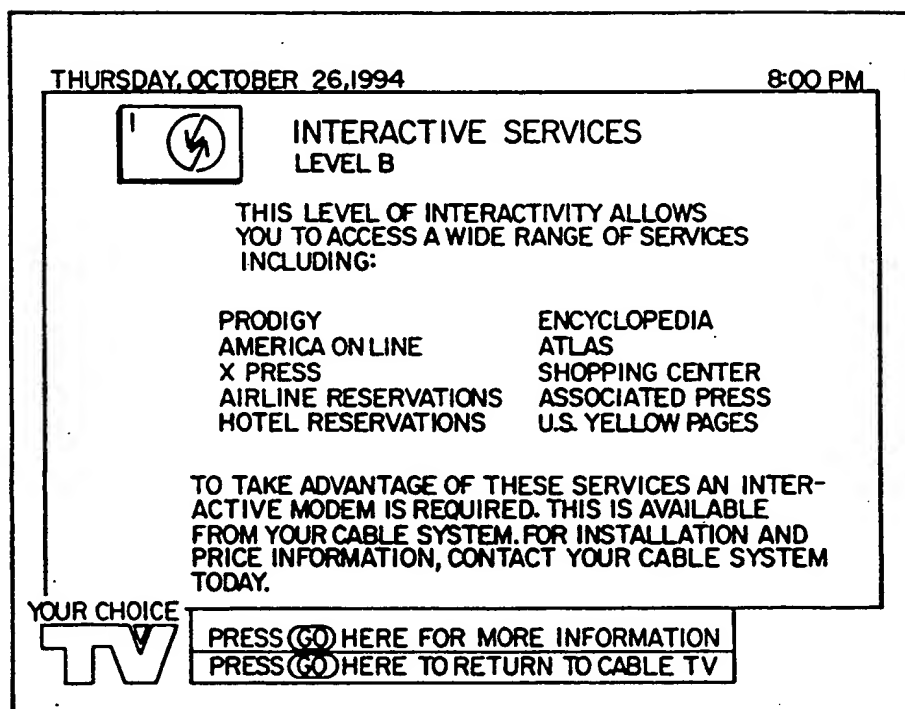 THURSDAY, OCTOBER 26, 1994 8:00 PM
INTERACTIVE SERVICES
LEVEL B
THIS LEVEL OF INTERACTIVITY ALLOWS
YOU TO ACCESS A WIDE RANGE OF SERVICES
INCLUDING:
PRODIGY ENCYCLOPEDIA
AMERICA ON LINE ATLAS
X PRESS SHOPPING CENTER
AIRLINE RESERVATIONS ASSOCIATED PRESS
HOTEL RESERVATIONS U.S. YELLOW PAGES
TO TAKE ADVANTAGE OF THESE SERVICES AN INTER-
ACTIVE MODEM IS REQUIRED. THIS IS AVAILABLE
FROM YOUR CABLE SYSTEM. FOR INSTALLATION AND
PRICE INFORMATION, CONTACT YOUR CABLE SYSTEM
TODAY.
YOUR CHOICE
TV
PRESS GO HERE FOR MORE INFORMATION
PRESS GO HERE TO RETURN TO CABLE TV